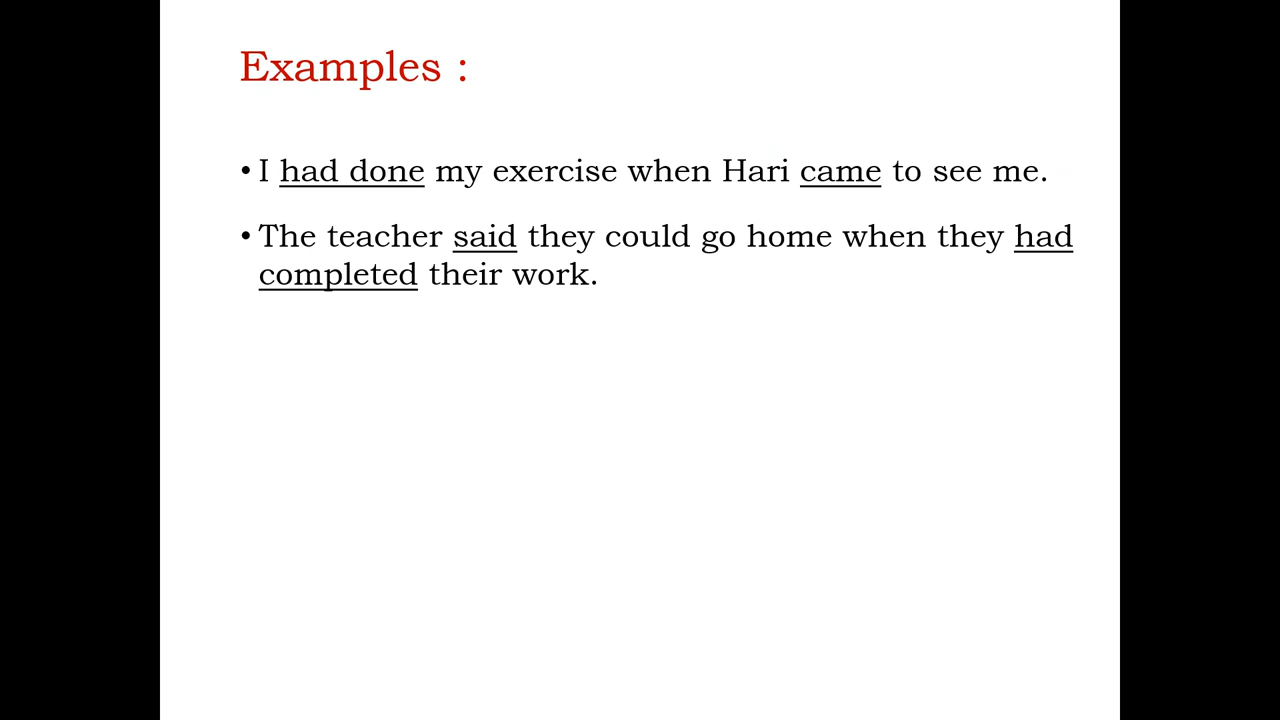 Examples :
• I had done my exercise when Hari came to see me.
• The teacher said they could go home when they had
completed their work.